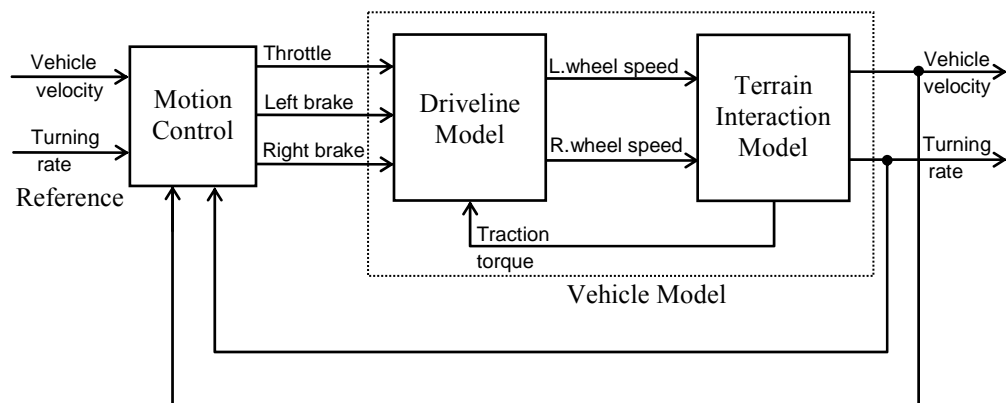 Vehicle
velocity
Turning
rate
Reference
Motion
Control
Throttle
Left brake
Right brake
Driveline
Model
L.wheel speed
R.wheel speed
Terrain
Interaction
Model
Traction
torque
Vehicle Model
Vehicle
velocity
Turning
rate